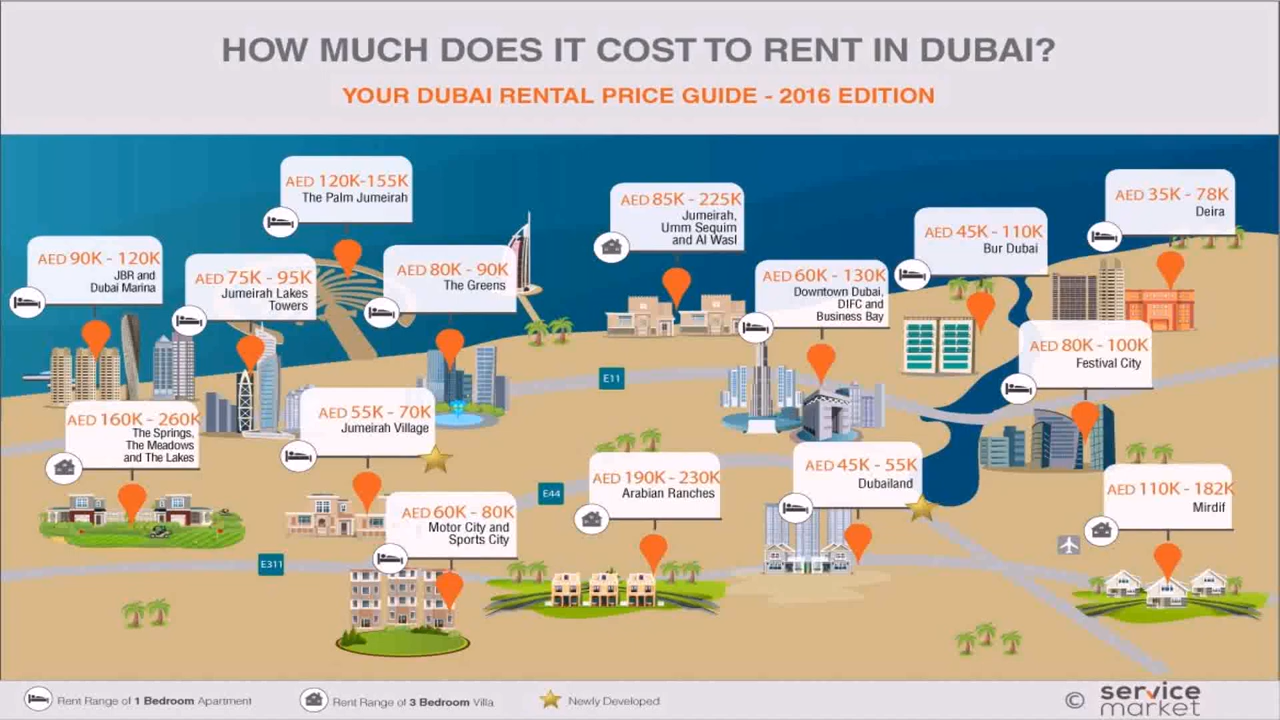 HOW MUCH DOES IT COST TO RENT IN DUBAI?
YOUR DUBAI RENTAL PRICE GUIDE - 2016 EDITION
AED 120K-155K
The Palm Jumeirah
AED 85K - 225K
Jumeirah,
Umm Sequim
and Al Wasl
AED 35K - 78K
Deira
AED 45K - 110K
Bur Dubai
AED 90K - 120K
JBR and
Dubai Marina
AED 75K - 95K
Jumeirah Lakes
Towers
AED 80K - 90K
The Greens
AED 60K - 130K
Downtown Dubai,
DIFC and
Business Bay
AED 80K - 100K
Festival City
E11
AED 160K - 260K
The Springs,
The Meadows
and The Lakes
AED 55K - 70K
Jumeirah Village
AED 190K - 230K
Arabian Ranches
AED 45K - 55K
Dubailand
AED 110K - 182K
Mirdif
E44
AED 60K - 80K
Motor City and
Sports City
E311
Rent Range of 1 Bedroom Apartment
Rent Range of 3 Bedroom Villa
Newly Developed
© service
market